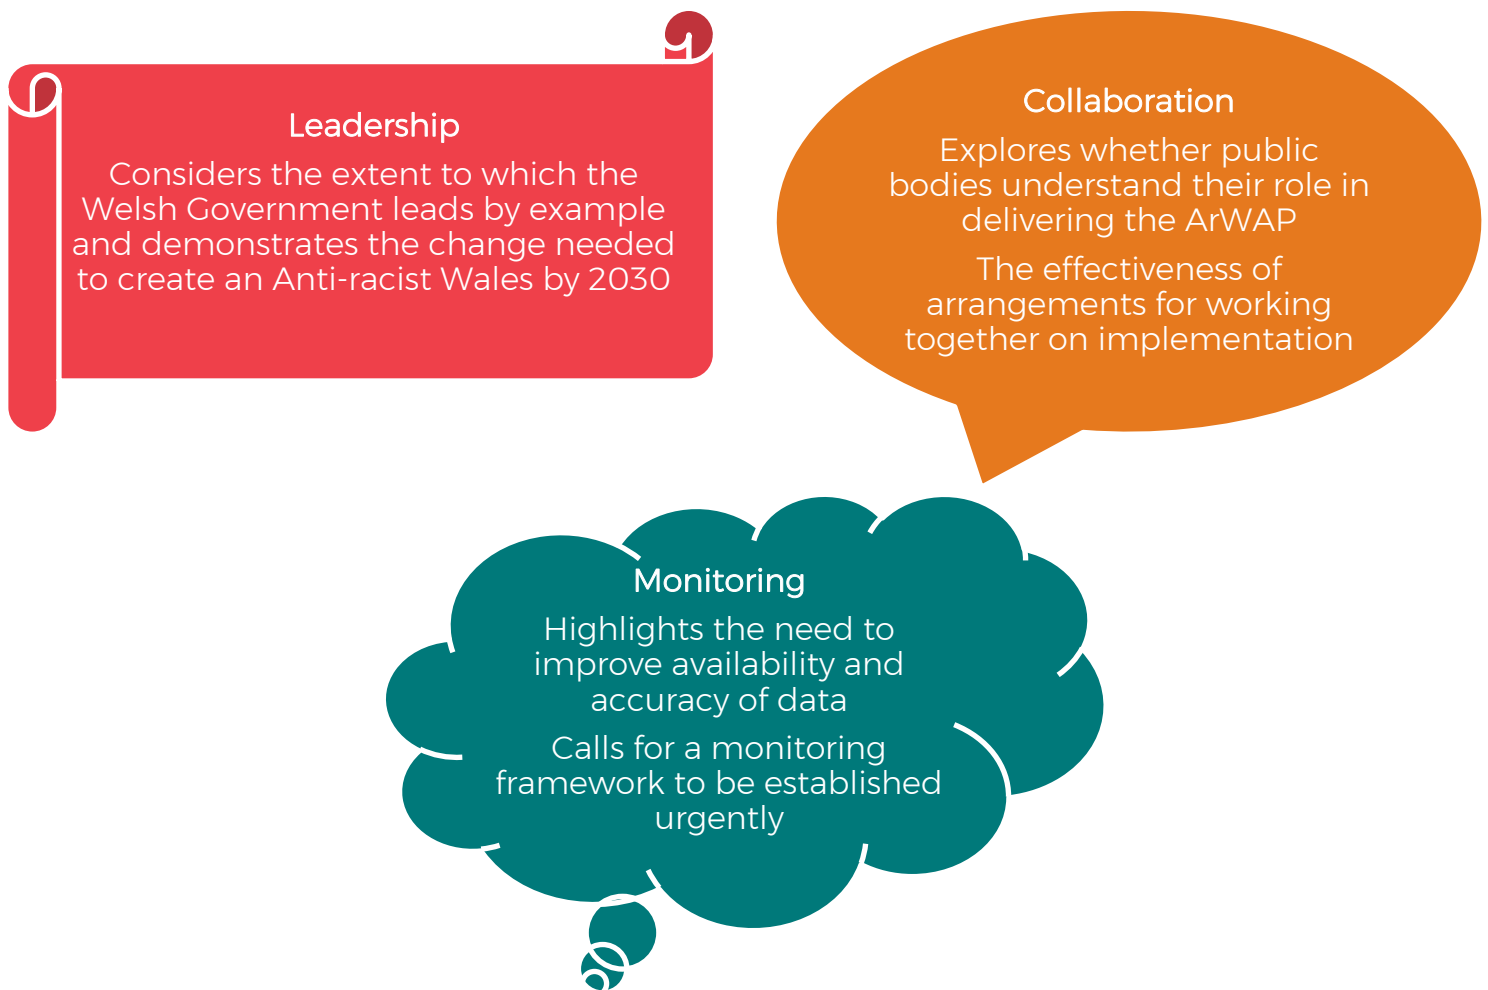 Leadership
Considers the extent to which the
Welsh Government leads by example
and demonstrates the change needed
to create an Anti-racist Wales by 2030
Collaboration
Explores whether public
bodies understand their role in
delivering the ArWAP
The effectiveness of
arrangements for working
together on implementation
Monitoring
Highlights the need to
improve availability and
accuracy of data
Calls for a monitoring
framework to be established
urgently